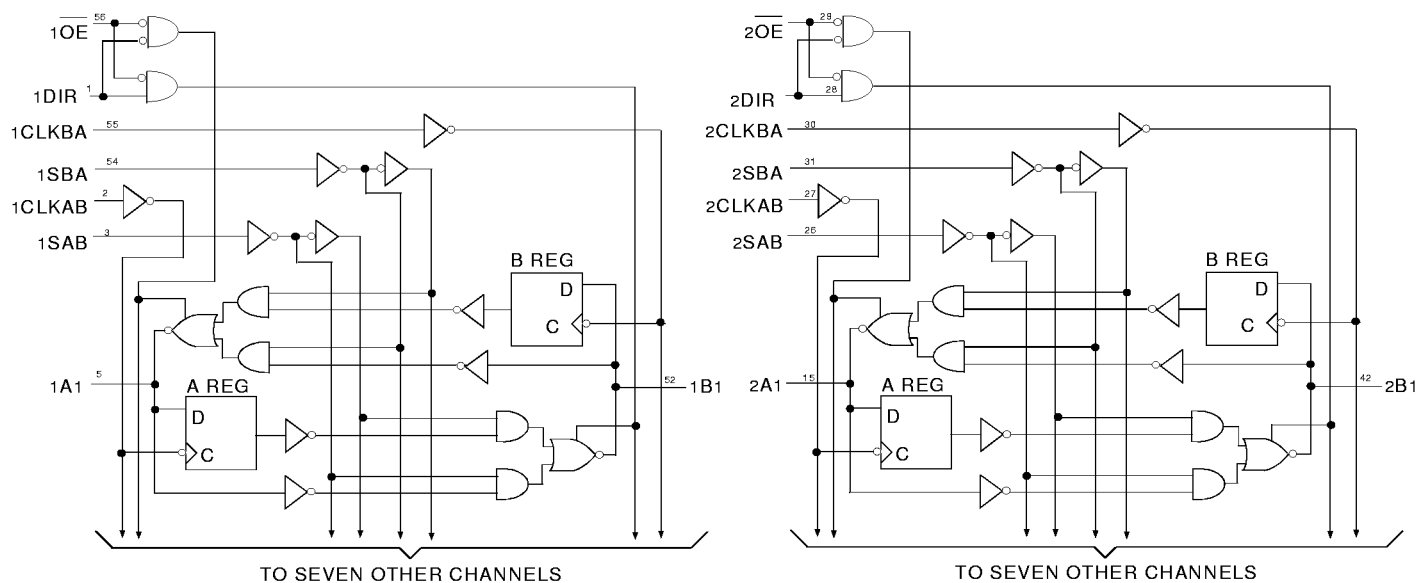 1OE 56
1DIR 1
1CLKBA 55
1SBA 54
1CLKAB 2
1SAB 3
B REG
D
C
1A1 5
A REG
D
C
52 1B1
TO SEVEN OTHER CHANNELS
2OE 29
2DIR 28
2CLKBA 30
2SBA 31
2CLKAB 27
2SAB 26
B REG
D
C
2A1 15
A REG
D
C
42 2B1
TO SEVEN OTHER CHANNELS